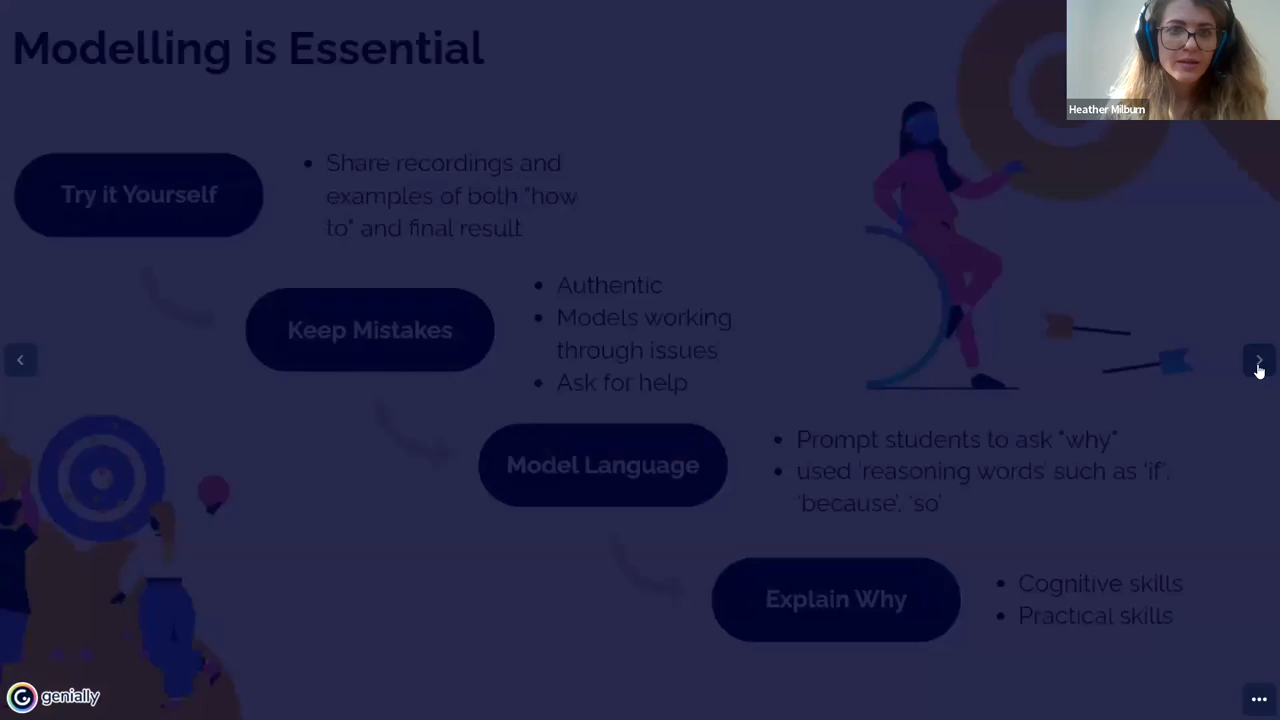 Modelling is Essential
Heather Milburn
Try it Yourself
• Share recordings and
examples of both "how
to" and final result
Keep Mistakes
• Authentic
• Models working
through issues
• Ask for help
Model Language
• Prompt students to ask "why"
• used 'reasoning words' such as 'if',
'because', 'so'
Explain Why
• Cognitive skills
• Practical skills
genially